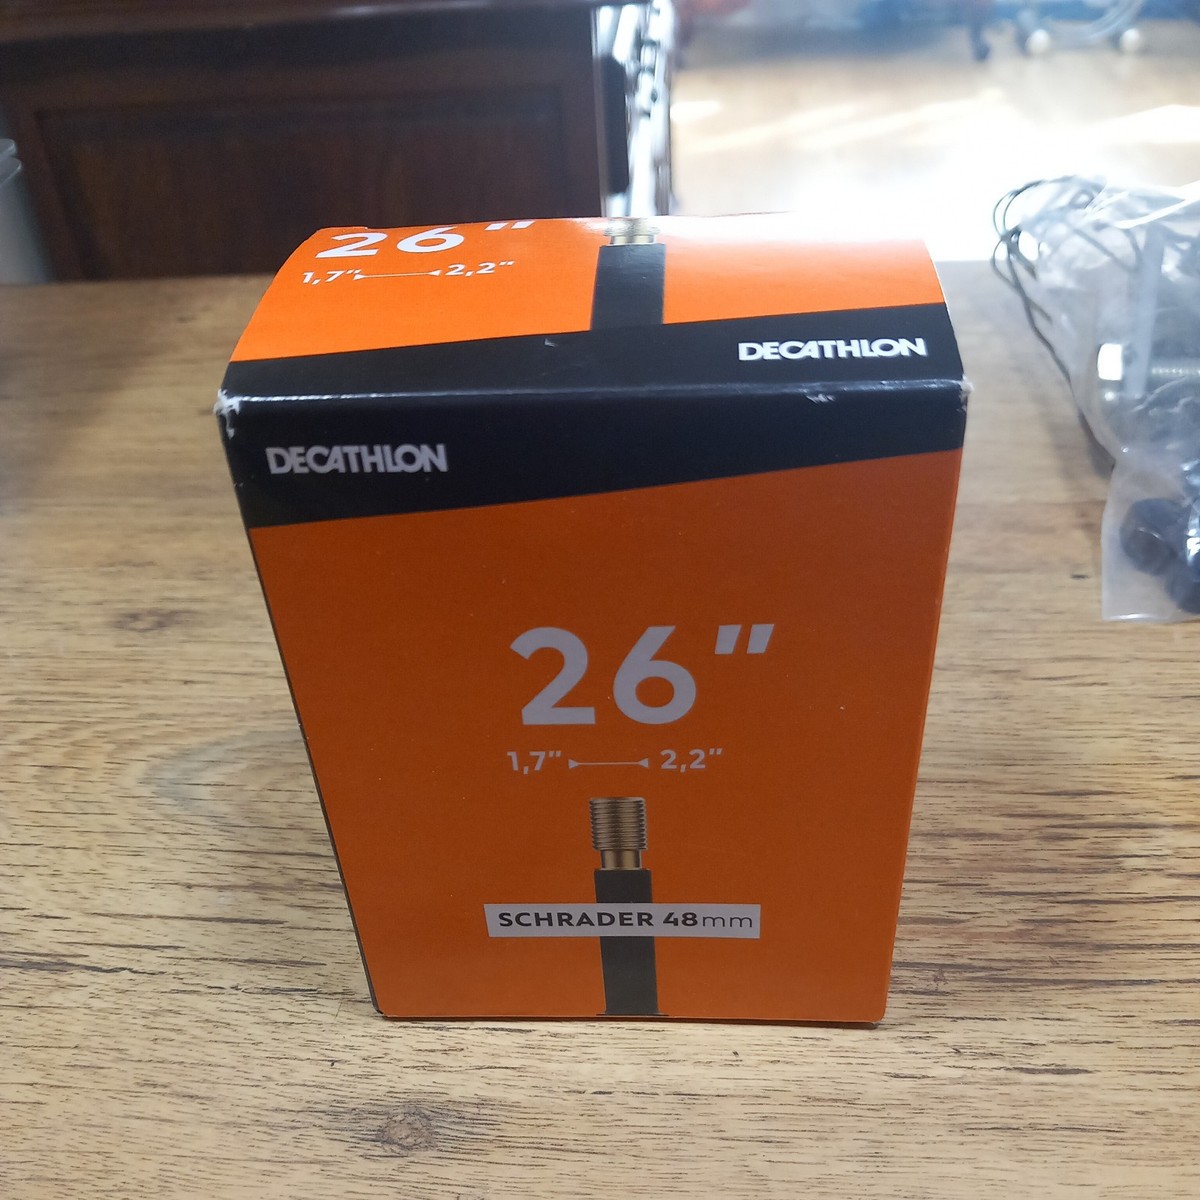 26"
1,7" 2,2"
DECATHLON
DECATHLON
26"
1,7" 2,2"
SCHRADER 48mm